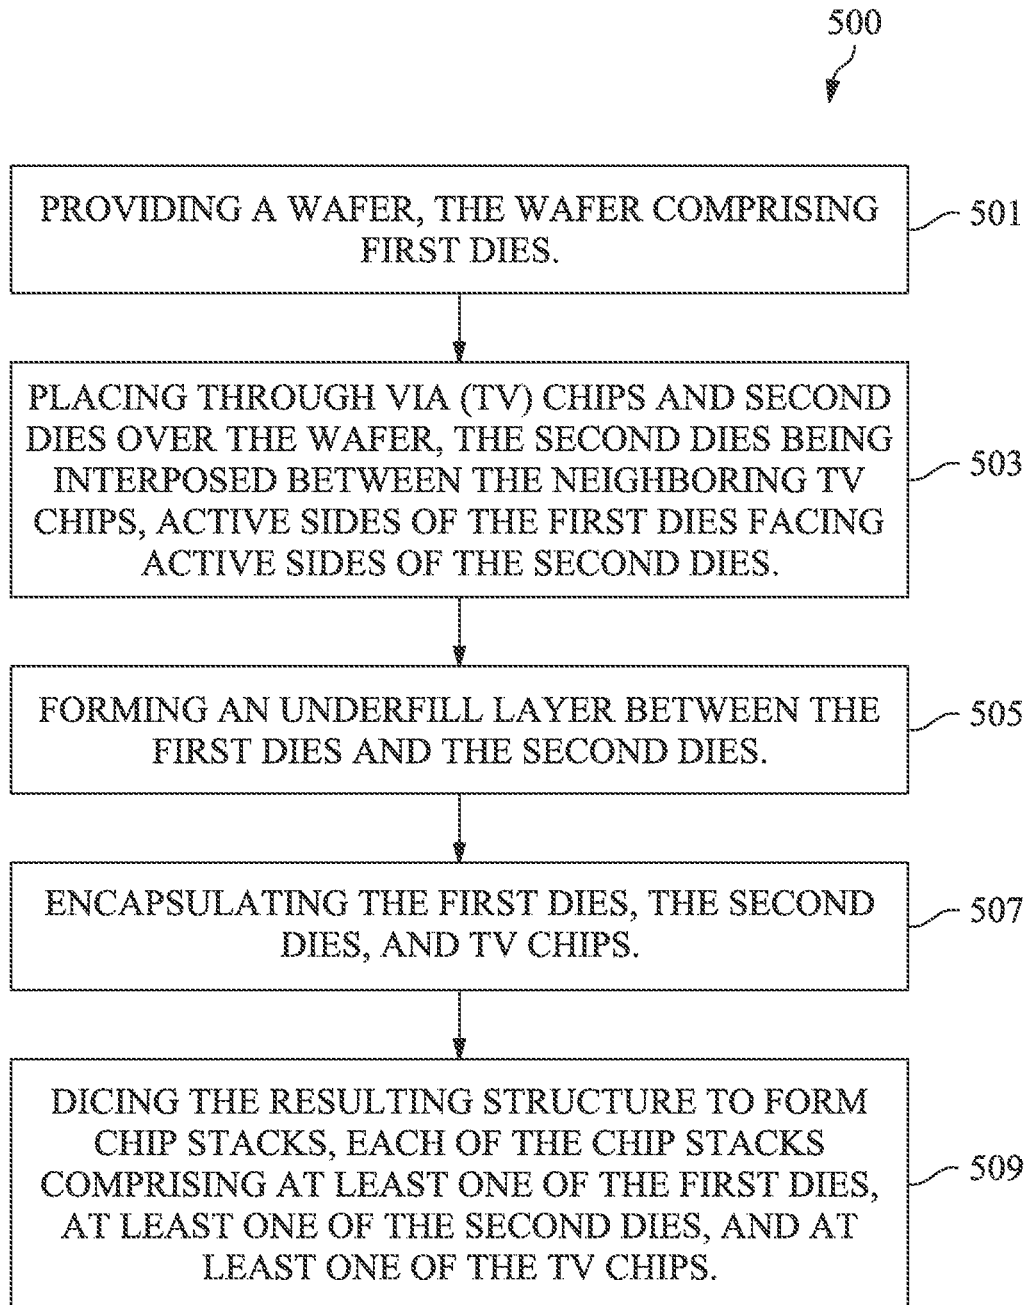 500
PROVIDING A WAFER, THE WAFER COMPRISING
FIRST DIES.
501
PLACING THROUGH VIA (TV) CHIPS AND SECOND
DIES OVER THE WAFER, THE SECOND DIES BEING
INTERPOSED BETWEEN THE NEIGHBORING TV
CHIPS, ACTIVE SIDES OF THE FIRST DIES FACING
ACTIVE SIDES OF THE SECOND DIES.
503
FORMING AN UNDERFILL LAYER BETWEEN THE
FIRST DIES AND THE SECOND DIES.
505
ENCAPSULATING THE FIRST DIES, THE SECOND
DIES, AND TV CHIPS.
507
DICING THE RESULTING STRUCTURE TO FORM
CHIP STACKS, EACH OF THE CHIP STACKS
COMPRISING AT LEAST ONE OF THE FIRST DIES,
AT LEAST ONE OF THE SECOND DIES, AND AT
LEAST ONE OF THE TV CHIPS.
509